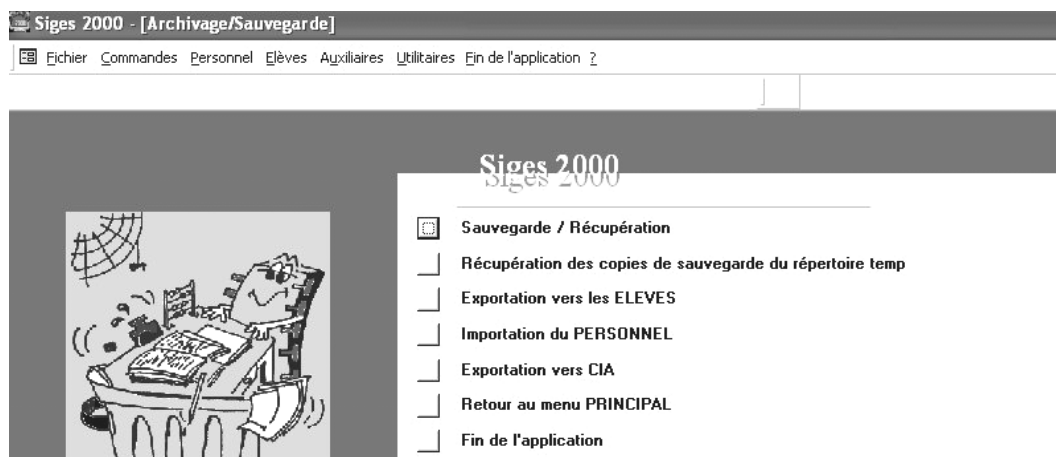 Siges 2000 - [Archivage/Sauvegarde]
Fichier Commandes Personnel Elèves Auxiliaires Utilitaires Fin de l'application ?
Siges 2000
Sauvegarde / Récupération
Récupération des copies de sauvegarde du répertoire temp
Exportation vers les ELEVES
Importation du PERSONNEL
Exportation vers CIA
Retour au menu PRINCIPAL
Fin de l'application